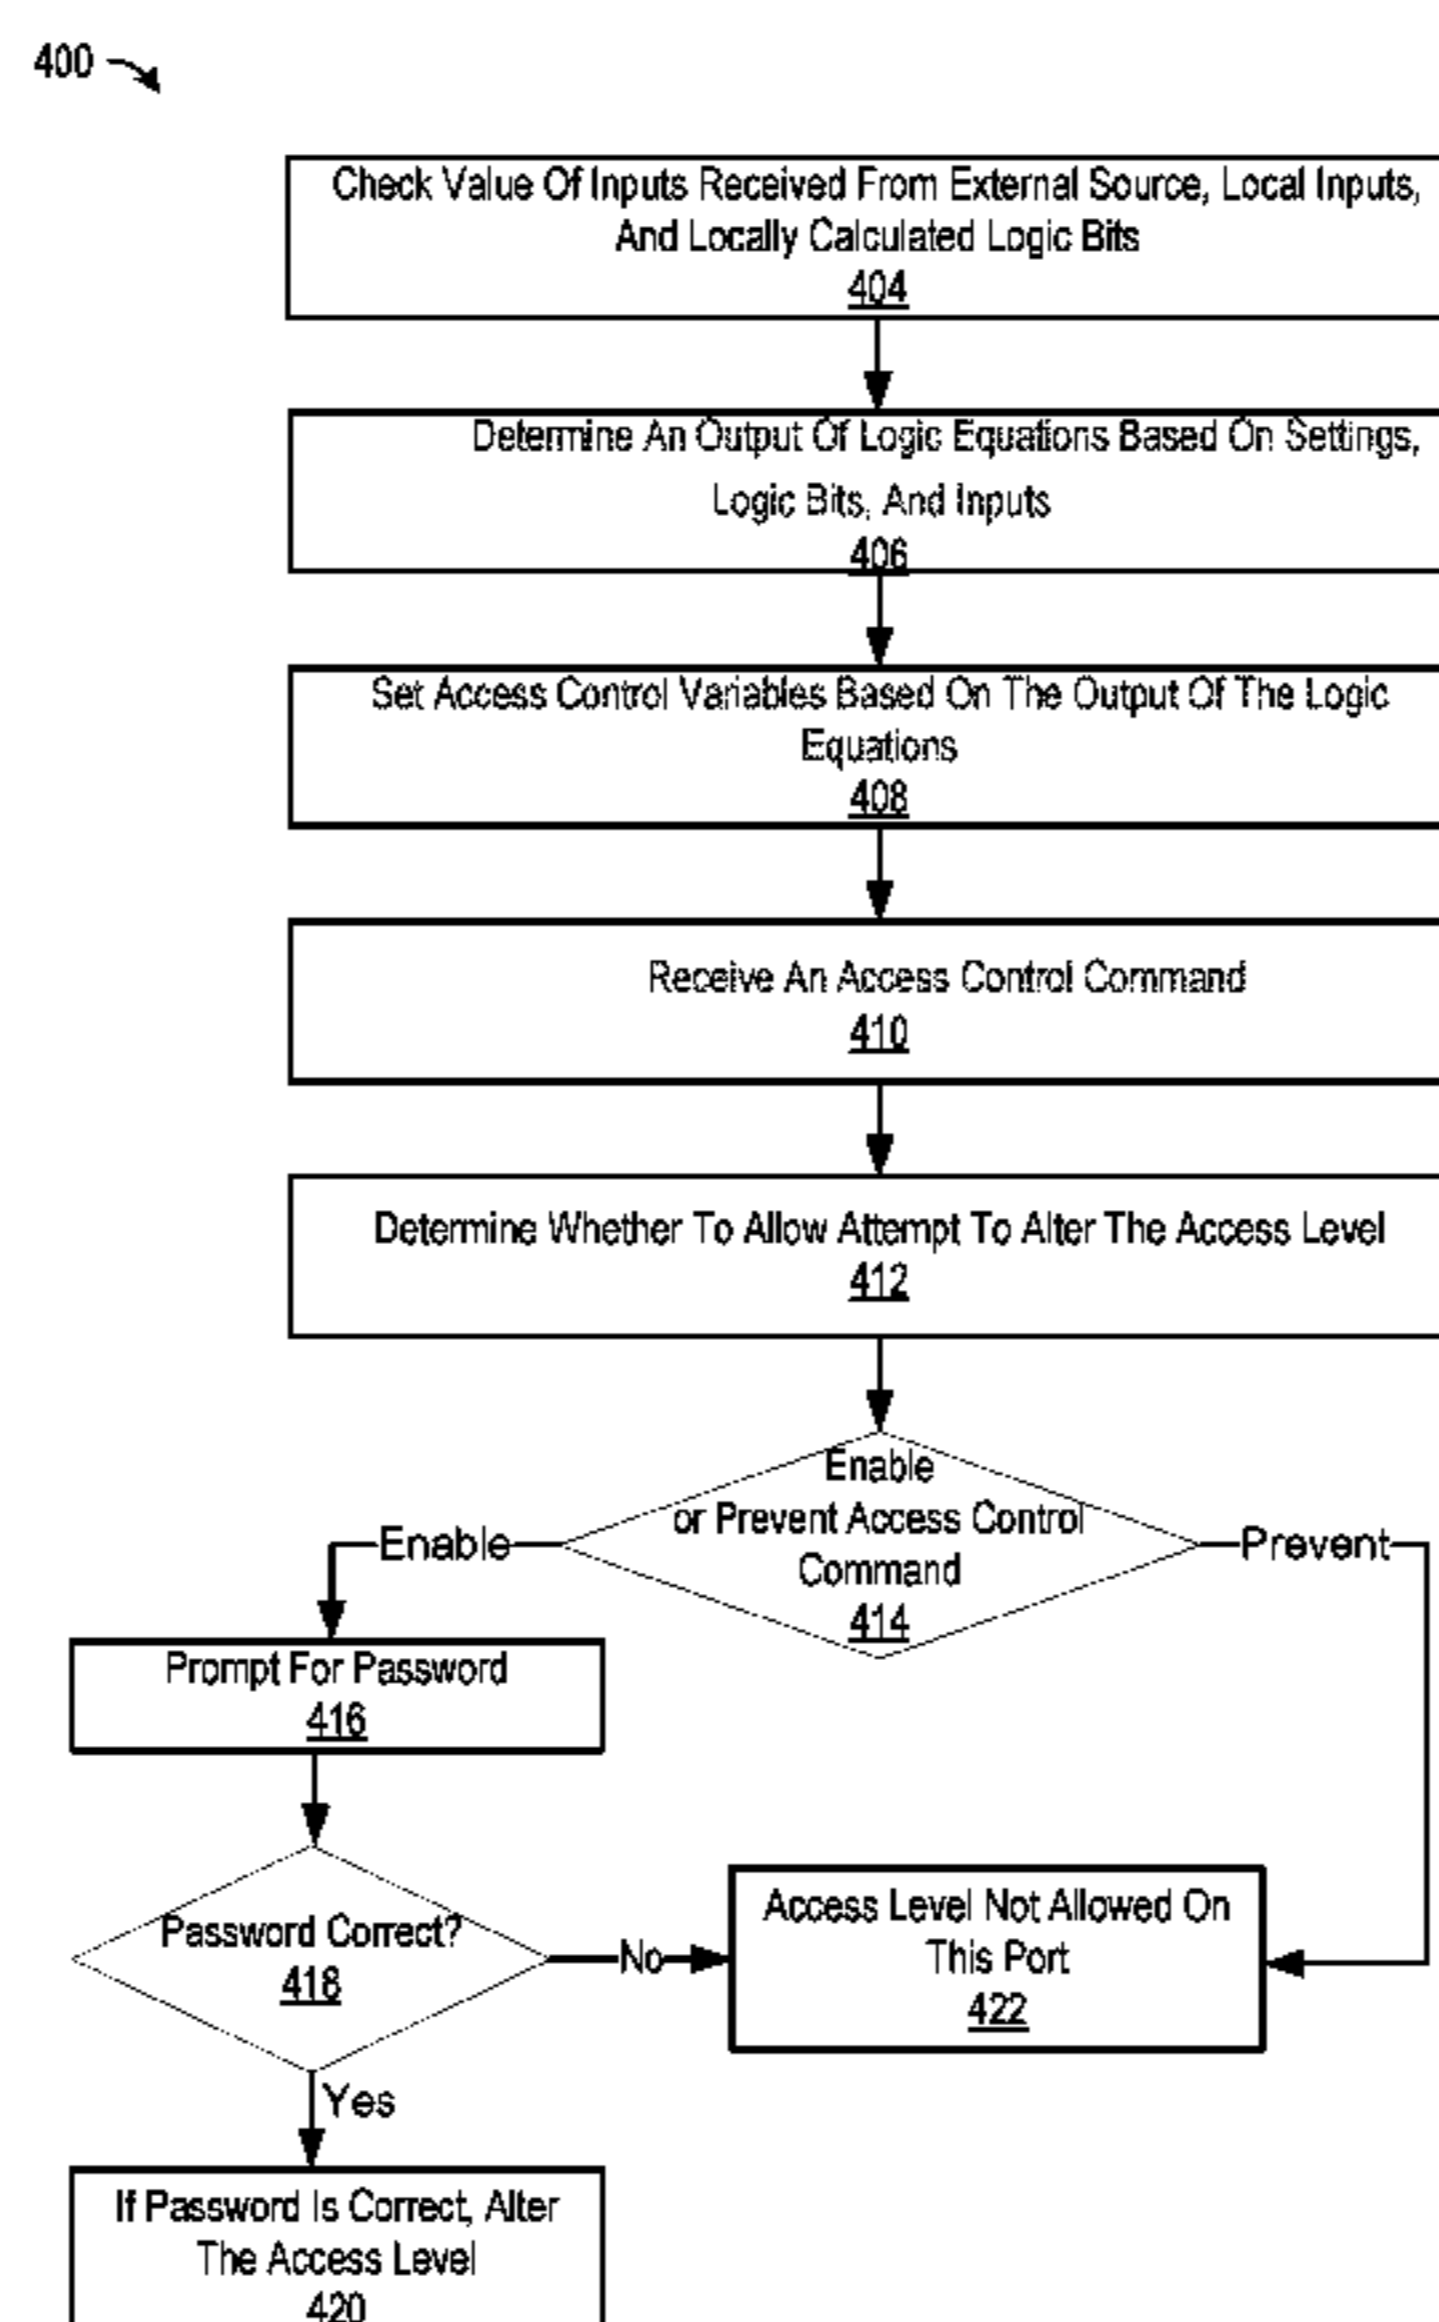 400
Check Value Of Inputs Received From External Source, Local Inputs,
And Locally Calculated Logic Bits
404
Determine An Output Of Logic Equations Based On Settings,
Logic Bits, And Inputs
406
Set Access Control Variables Based On The Output Of The Logic
Equations
408
Receive An Access Control Command
410
Determine Whether To Allow Attempt To Alter The Access Level
412
Enable
or Prevent Access Control
Command
414
Enable
Prevent
Prompt For Password
416
Password Correct?
418
No
Access Level Not Allowed On
This Port
422
Yes
If Password Is Correct, Alter
The Access Level
420